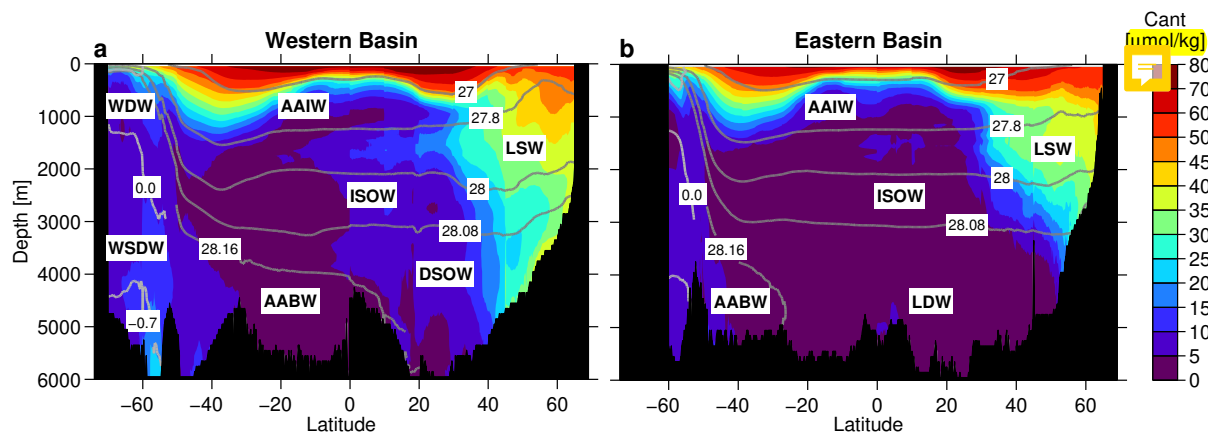 Cant
[µmol/kg]
a Western Basin
b Eastern Basin
0
1000
2000
3000
4000
5000
6000
Depth [m]
WDW
AAIW
27
27.8
LSW
0.0
ISOW
28
WSDW
28.16
28.08
DSOW
AABW
−0.7
−60 −40 −20 0 20 40 60
Latitude
27
AAIW
27.8
LSW
0.0
ISOW
28
28.16
28.08
AABW
LDW
−60 −40 −20 0 20 40 60
Latitude
80
70
60
50
45
40
35
30
25
20
15
10
5
0